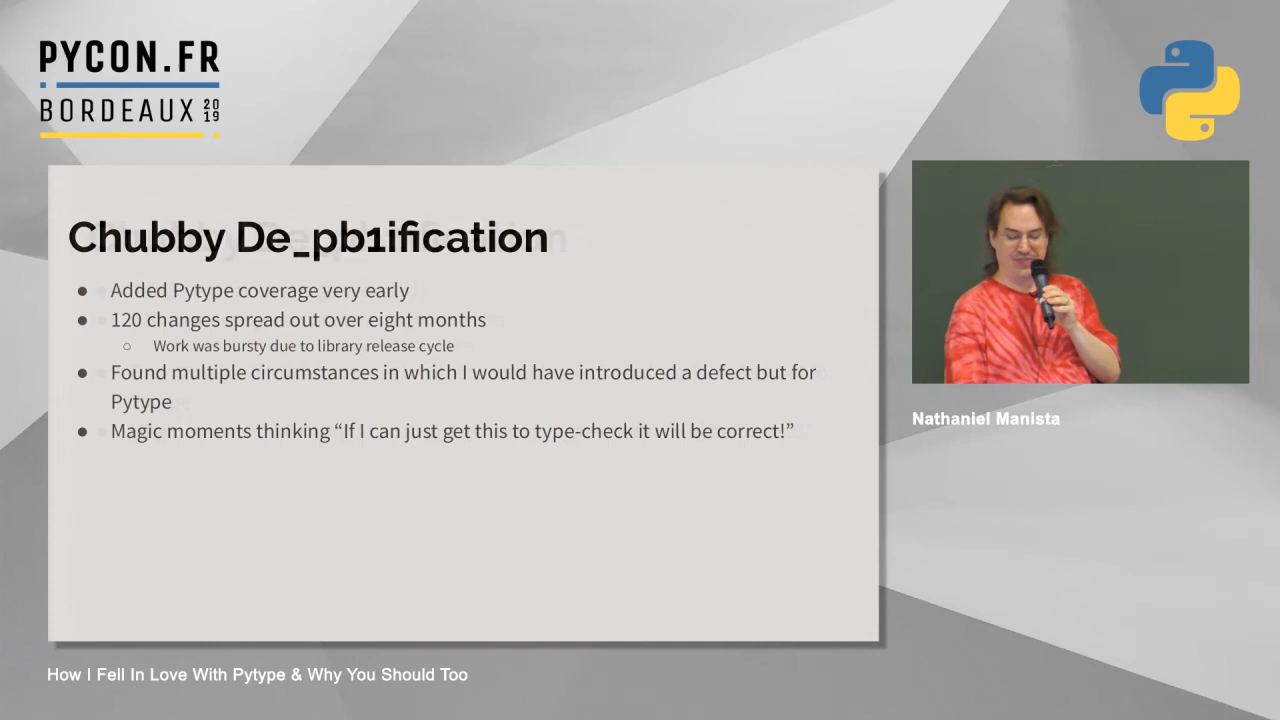 PYCON.FR
BORDEAUX 2019
Chubby De_pb1ification
● Added Pytype coverage very early
● 120 changes spread out over eight months
○ Work was bursty due to library release cycle
● Found multiple circumstances in which I would have introduced a defect but for
Pytype
● Magic moments thinking “If I can just get this to type-check it will be correct!”
Nathaniel Manista
How I Fell In Love With Pytype & Why You Should Too